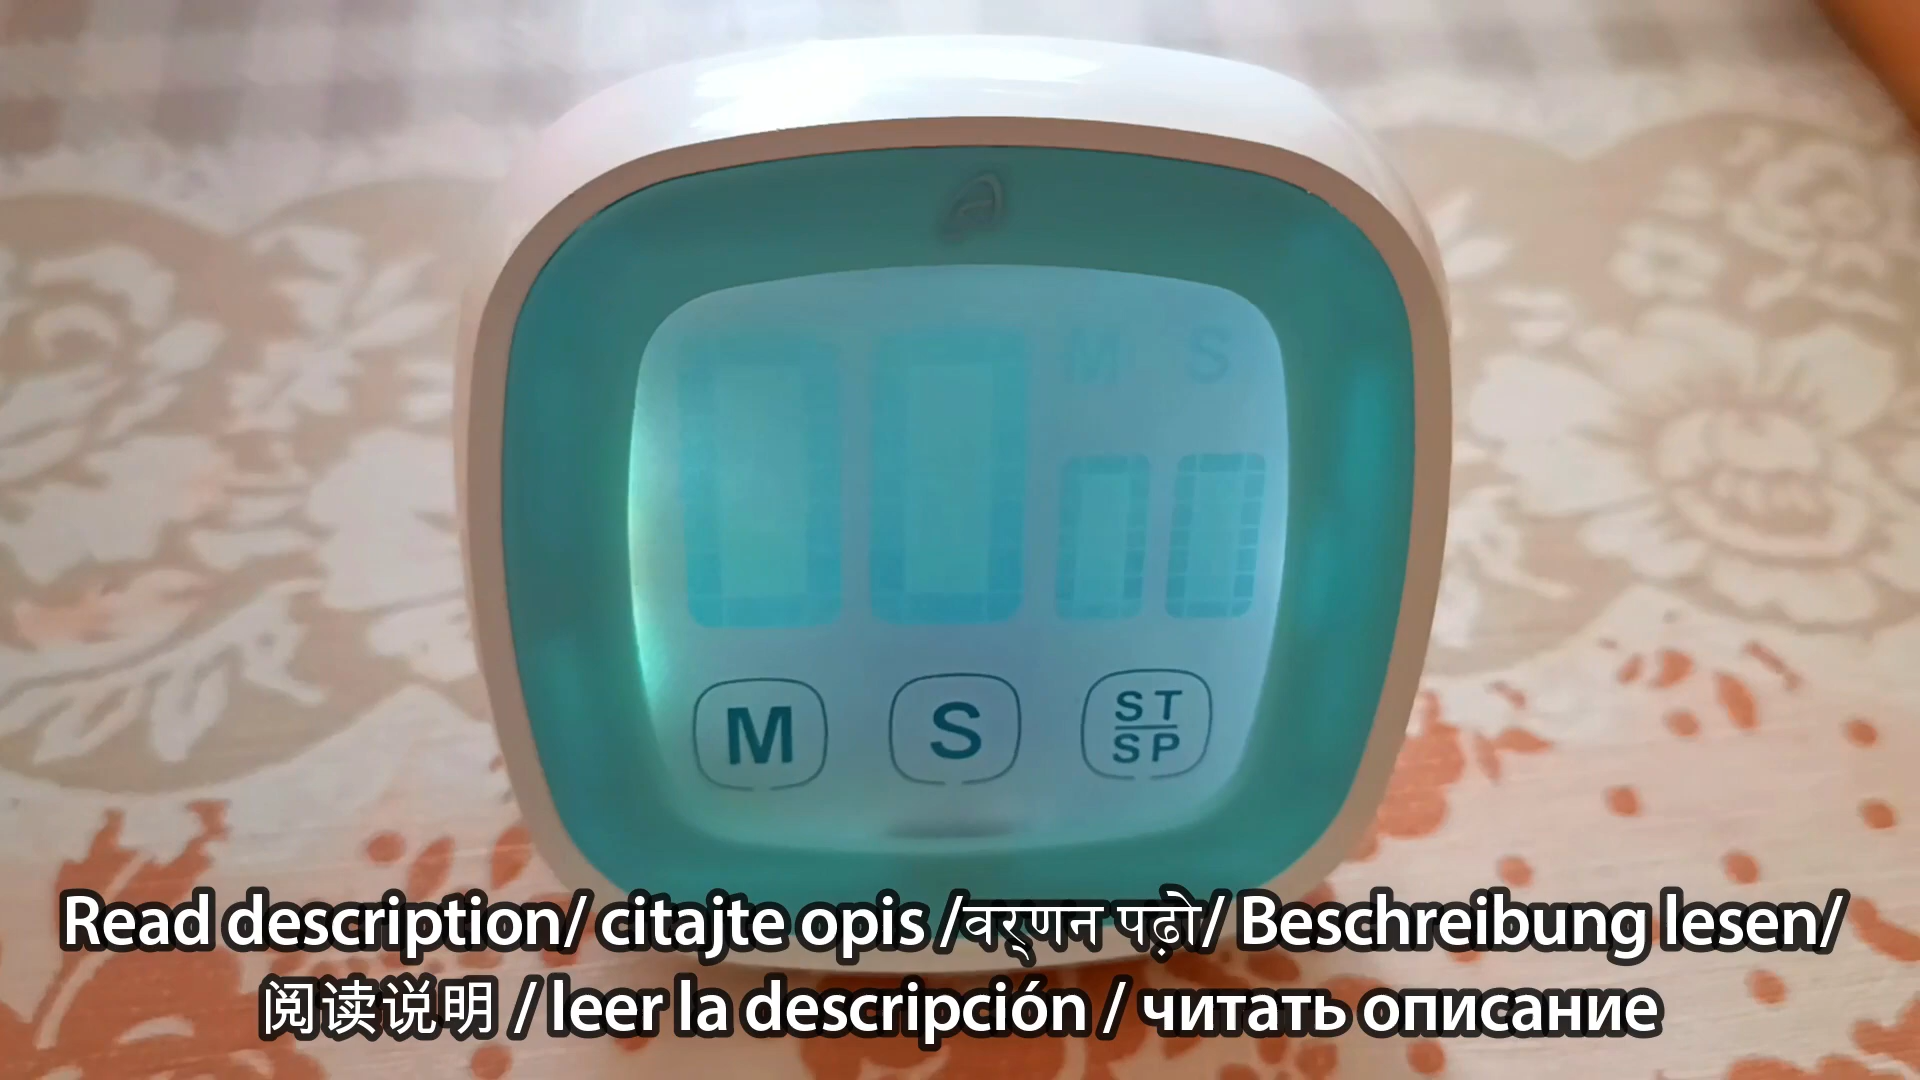 M S
00 00
M S ST
SP
Read description/ citajte opis /वर्णन पढ़ो/ Beschreibung lesen/
阅读说明 / leer la descripción / читать описание